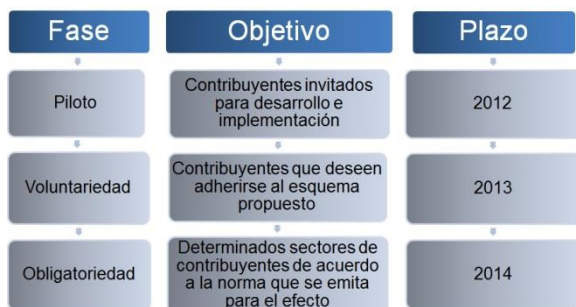 Fase Objetivo Plazo
Piloto
Contribuyentes invitados
para desarrollo e
implementación
2012
Voluntariedad
Contribuyentes que deseen
adherirse al esquema
propuesto
2013
Obligatoriedad
Determinados sectores de
contribuyentes de acuerdo
a la norma que se emita
para el efecto
2014